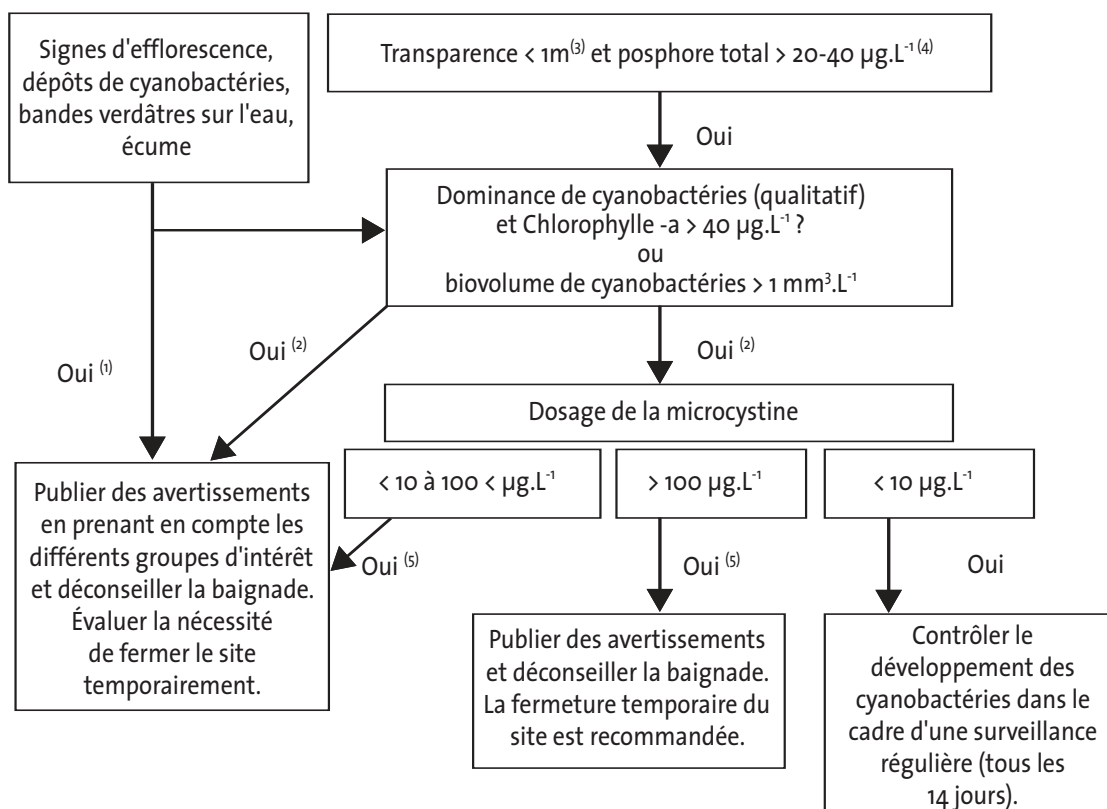 Signes d'efflorescence,
dépôts de cyanobactéries,
bandes verdâtres sur l'eau,
écume
Transparence < 1m⁽³⁾ et posphore total > 20-40 µg.L⁻¹ ⁽⁴⁾
Oui
Dominance de cyanobactéries (qualitatif)
et Chlorophylle -a > 40 µg.L⁻¹ ?
ou
biovolume de cyanobactéries > 1 mm³.L⁻¹
Oui ⁽¹⁾
Oui ⁽²⁾
Oui ⁽²⁾
Dosage de la microcystine
< 10 à 100 < µg.L⁻¹
> 100 µg.L⁻¹
< 10 µg.L⁻¹
Publier des avertissements
en prenant en compte les
différents groupes d'intérêt
et déconseiller la baignade.
Évaluer la nécessité
de fermer le site
temporairement.
Oui ⁽⁵⁾
Oui ⁽⁵⁾
Oui
Publier des avertissements
et déconseiller la baignade.
La fermeture temporaire du
site est recommandée.
Contrôler le
développement des
cyanobactéries dans le
cadre d'une surveillance
régulière (tous les
14 jours).